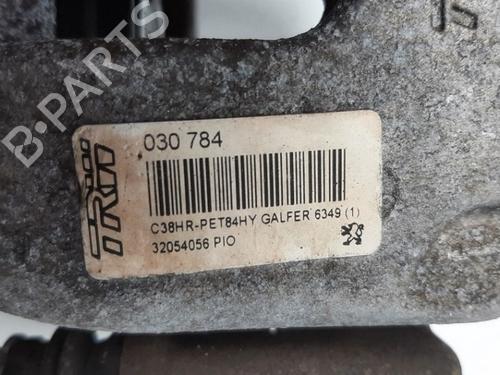 B-PARTS
TRW
030 784
C38HR-PET84HY GALFER 6349 (1)
32054056 PIO